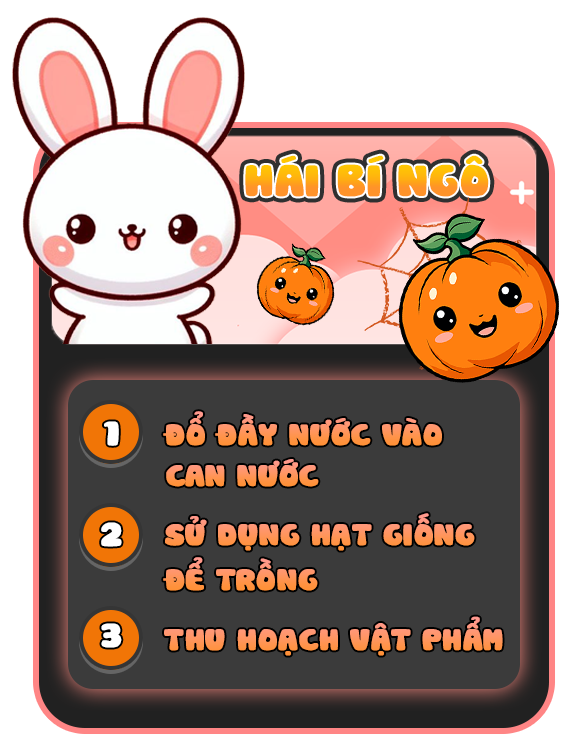 HÁI BÍ NGÔ
1 ĐỔ ĐẦY NƯỚC VÀO
CAN NƯỚC
2 SỬ DỤNG HẠT GIỐNG
ĐỂ TRỒNG
3 THU HOẠCH VẬT PHẨM